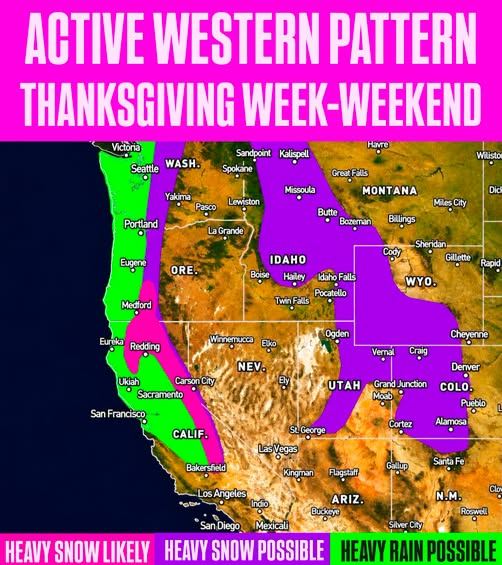 ACTIVE WESTERN PATTERN
THANKSGIVING WEEK-WEEKEND
Victoria
Seattle
WASH.
Sandpoint
Kalispell
Havre
Spokane
Great Falls
Yakima
Pasco
Lewiston
Missoula
MONTANA
Portland
La Grande
Butte
Bozeman
Billings
Miles City
Eugene
ORE.
IDAHO
Boise
Hailey
Idaho Falls
Cody
Sheridan
Gillette
Rapid
WYO.
Medford
Twin Falls
Pocatello
Eureka
Redding
Winnemucca
Elko
Ogden
Cheyenne
NEV.
Vernal
Craig
Denver
Ukiah
Carson City
Ely
UTAH
Grand Junction
COLO.
Sacramento
Moab
Pueblo
San Francisco
CALIF.
St. George
Cortez
Alamosa
Las Vegas
Bakersfield
Kingman
Flagstaff
Gallup
Santa Fe
Los Angeles
Indio
ARIZ.
N.M.
Buckeye
Roswell
San Diego
Mexicali
Silver City
HEAVY SNOW LIKELY
HEAVY SNOW POSSIBLE
HEAVY RAIN POSSIBLE